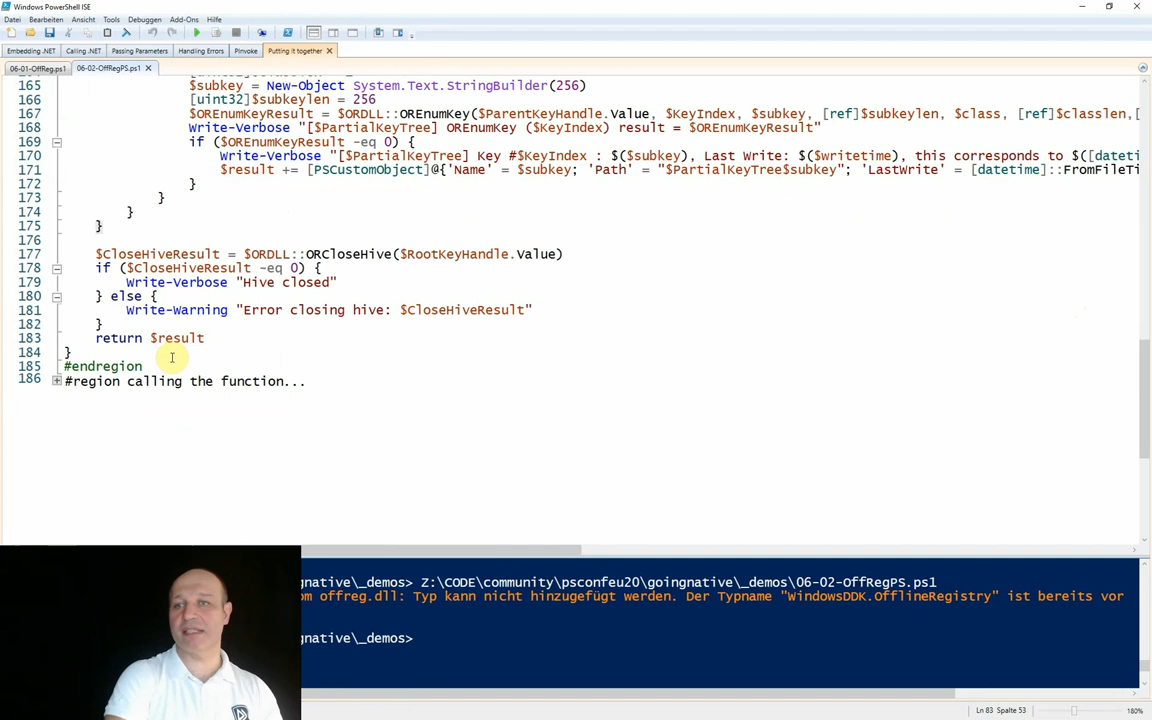 Windows PowerShell ISE
Datei Bearbeiten Ansicht Tools Debuggen Add-Ons Hilfe
Embedding .NET Calling .NET Passing Parameters Handling Errors PInvoke Putting it together
06-01-OffReg.ps1 06-02-OffRegPS.ps1
165 $subkey = New-Object System.Text.StringBuilder(256)
166 [uint32]$subkeylen = 256
167 $OREnumKeyResult = $ORDLL::OREnumKey($ParentKeyHandle.Value, $KeyIndex, $subkey, [ref]$subkeylen, $class, [ref]$classlen,[
168 Write-Verbose "[$PartialKeyTree] OREnumKey ($KeyIndex) result = $OREnumKeyResult"
169 if ($OREnumKeyResult -eq 0) {
170 Write-Verbose "[$PartialKeyTree] Key #$KeyIndex : $($subkey), Last Write: $($writetime), this corresponds to $([dateti
171 $result += [PSCustomObject]@{'Name' = $subkey; 'Path' = "$PartialKeyTree$subkey"; 'LastWrite' = [datetime]::FromFileTi
172 }
173 }
174 }
175 }
176
177 $CloseHiveResult = $ORDLL::ORCloseHive($RootKeyHandle.Value)
178 if ($CloseHiveResult -eq 0) {
179 Write-Verbose "Hive closed"
180 } else {
181 Write-Warning "Error closing hive: $CloseHiveResult"
182 }
183 return $result
184 }
185 #endregion
186 #region calling the function...
gnative\_demos> Z:\CODE\community\psconfeu20\goingnative\_demos\06-02-OffRegPS.ps1
om offreg.dll: Typ kann nicht hinzugefügt werden. Der Typname "WindowsDDK.OfflineRegistry" ist bereits vor
gnative\_demos>
Ln 83 Spalte 53 180%